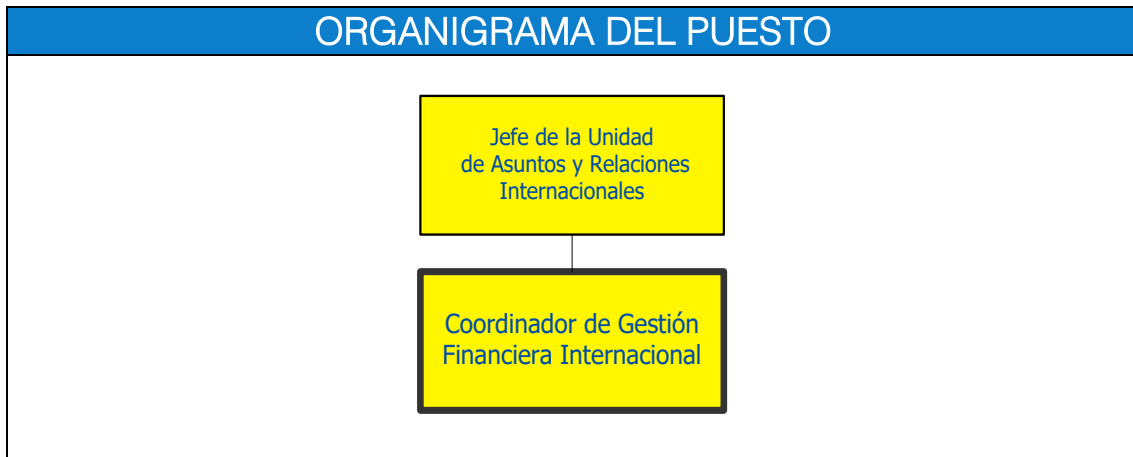 ORGANIGRAMA DEL PUESTO
Jefe de la Unidad
de Asuntos y Relaciones
Internacionales
Coordinador de Gestión
Financiera Internacional